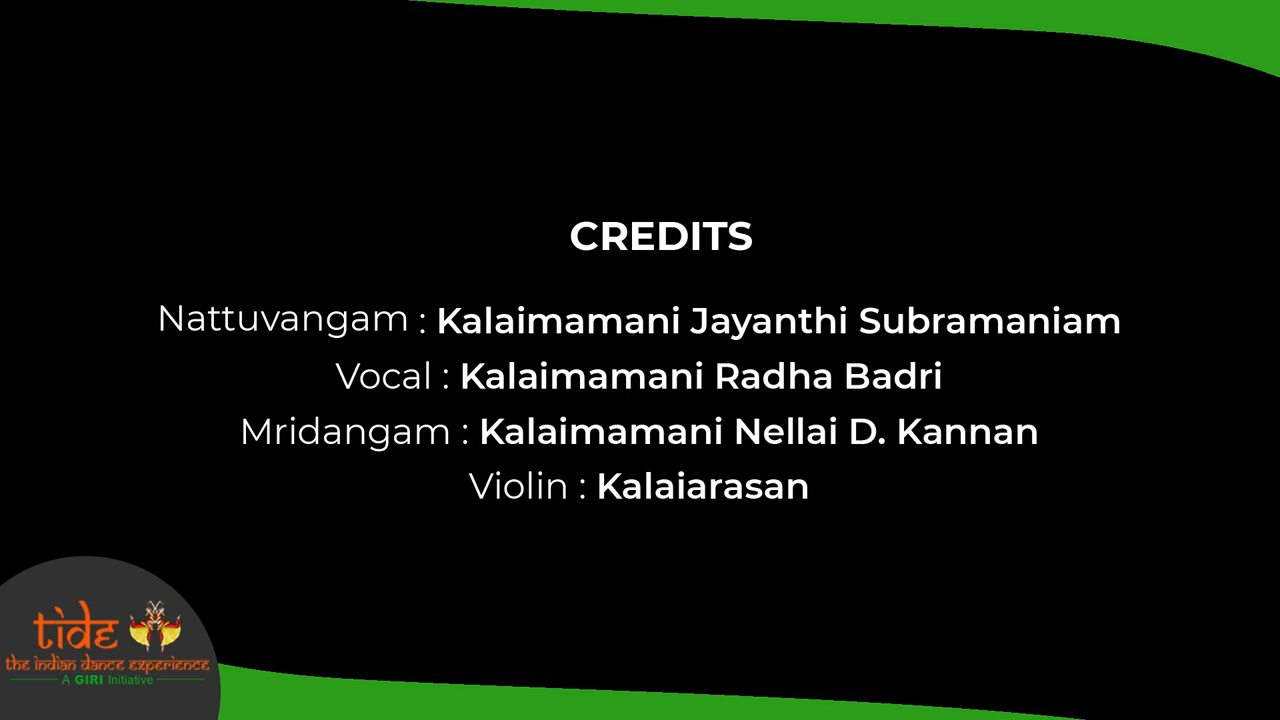 CREDITS
Nattuvangam : Kalaimamani Jayanthi Subramaniam
Vocal : Kalaimamani Radha Badri
Mridangam : Kalaimamani Nellai D. Kannan
Violin : Kalaiarasan
tide
the indian dance experience
A GIRI Initiative